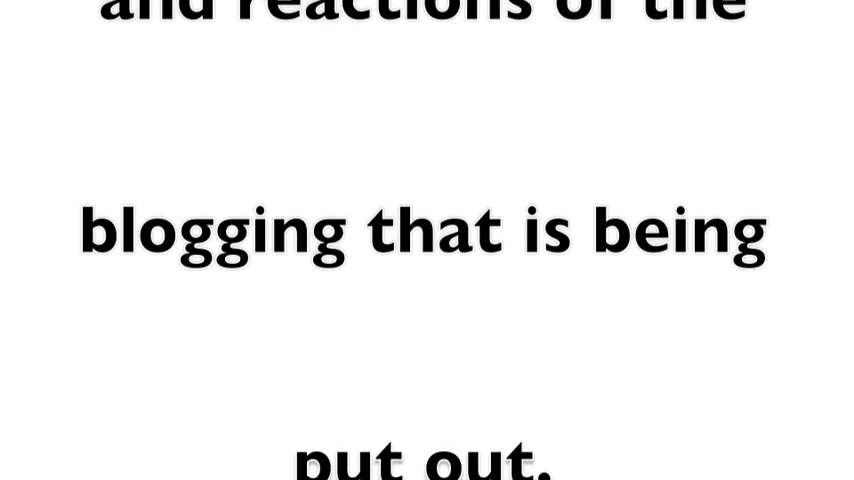 and reactions of the
blogging that is being
put out.